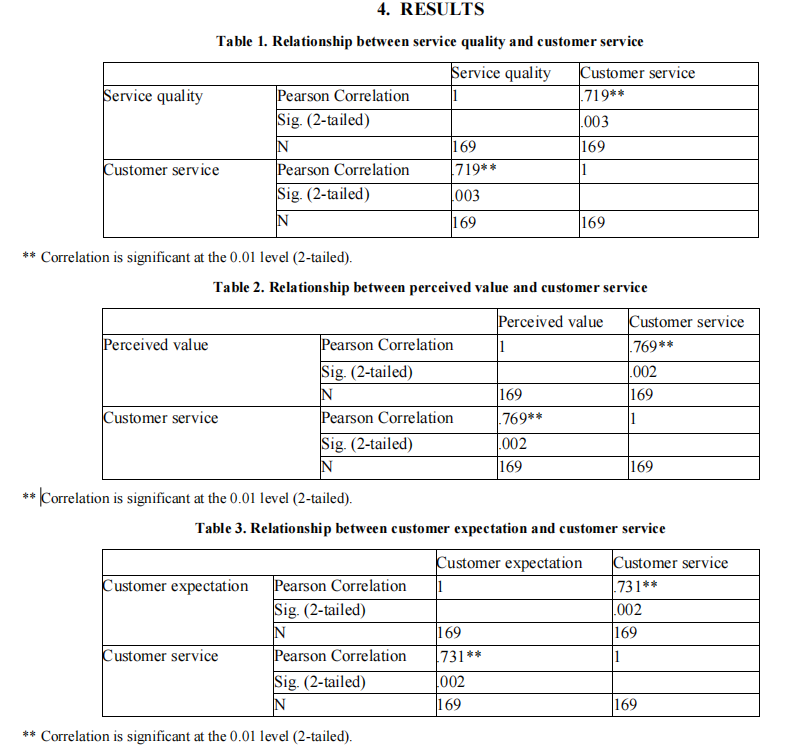 4. RESULTS
Table 1. Relationship between service quality and customer service
Service quality Customer service
Service quality Pearson Correlation 1 .719**
Sig. (2-tailed) .003
N 169 169
Customer service Pearson Correlation .719** 1
Sig. (2-tailed) .003
N 169 169
** Correlation is significant at the 0.01 level (2-tailed).
Table 2. Relationship between perceived value and customer service
Perceived value Customer service
Perceived value Pearson Correlation 1 .769**
Sig. (2-tailed) .002
N 169 169
Customer service Pearson Correlation .769** 1
Sig. (2-tailed) .002
N 169 169
** Correlation is significant at the 0.01 level (2-tailed).
Table 3. Relationship between customer expectation and customer service
Customer expectation Customer service
Customer expectation Pearson Correlation 1 .731**
Sig. (2-tailed) .002
N 169 169
Customer service Pearson Correlation .731** 1
Sig. (2-tailed) .002
N 169 169
** Correlation is significant at the 0.01 level (2-tailed).